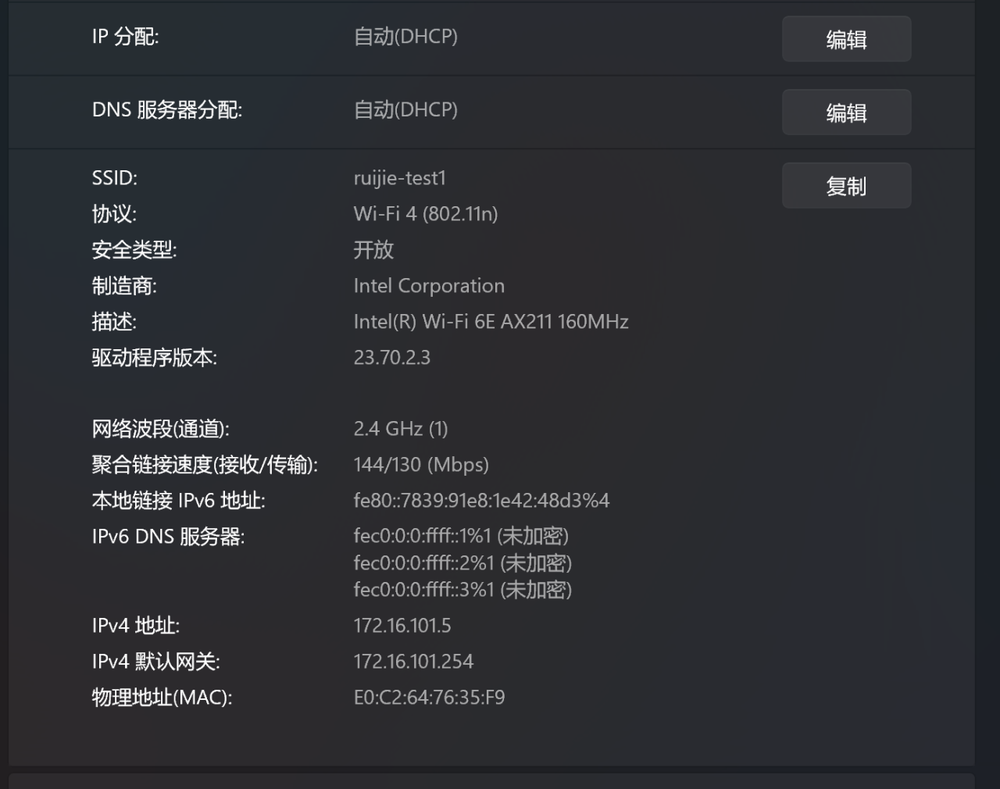 IP 分配: 自动(DHCP) 编辑
DNS 服务器分配: 自动(DHCP) 编辑
SSID: ruijie-test1 复制
协议: Wi-Fi 4 (802.11n)
安全类型: 开放
制造商: Intel Corporation
描述: Intel(R) Wi-Fi 6E AX211 160MHz
驱动程序版本: 23.70.2.3
网络波段(通道): 2.4 GHz (1)
聚合链接速度(接收/传输): 144/130 (Mbps)
本地链接 IPv6 地址: fe80::7839:91e8:1e42:48d3%4
IPv6 DNS 服务器: fec0:0:0:ffff::1%1 (未加密)
fec0:0:0:ffff::2%1 (未加密)
fec0:0:0:ffff::3%1 (未加密)
IPv4 地址: 172.16.101.5
IPv4 默认网关: 172.16.101.254
物理地址(MAC): E0:C2:64:76:35:F9